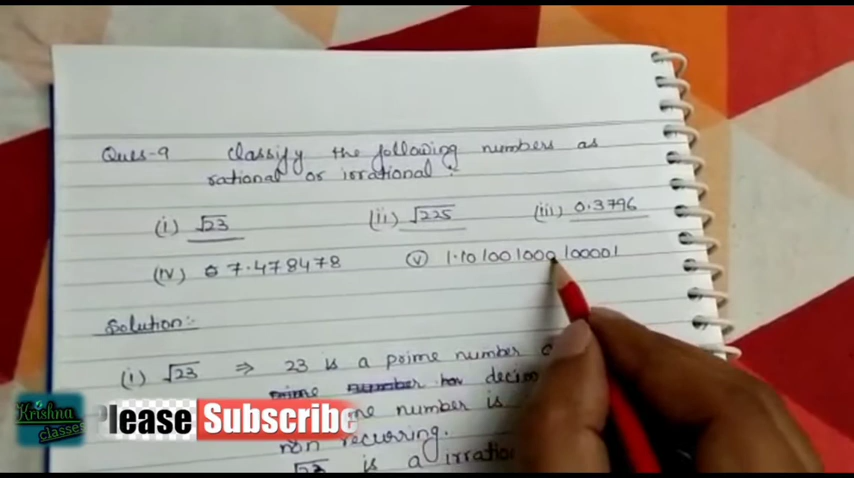 Ques-9 Classify the following numbers as
rational or irrational :
(i) √23 (ii) √225 (iii) 0.3796
(iv) 7.478478 (v) 1.101001000100001
Solution:-
(i) √23 ⇒ 23 is a prime number
decim
me number is
non recurring.
√23 is a irratio
Krishna
classes
Please Subscribe